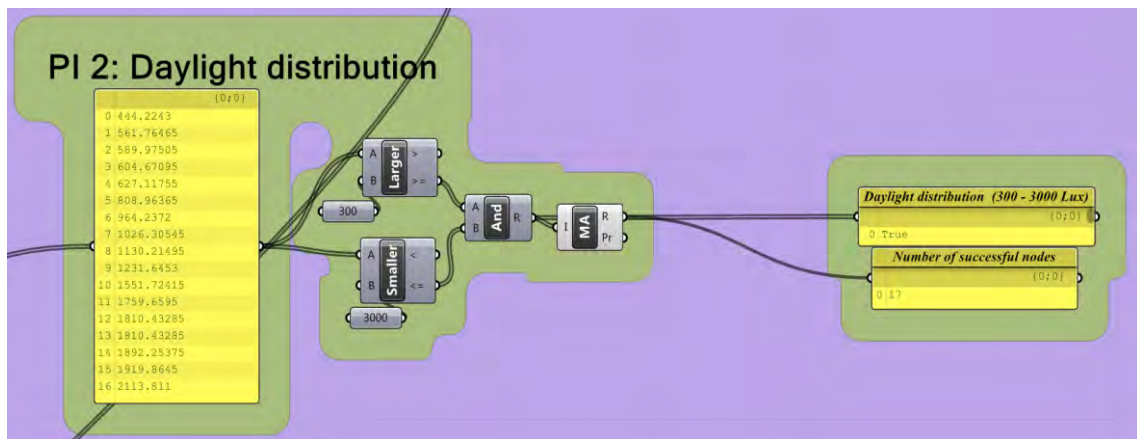 PI 2: Daylight distribution
{0;0}
0 444.2243
1 561.76465
2 589.97505
3 604.67095
4 627.11755
5 808.96365
6 964.2372
7 1026.30545
8 1130.21495
9 1231.6453
10 1551.72415
11 1759.6595
12 1810.43285
13 1810.43285
14 1892.25375
15 1919.8645
16 2113.811
A Larger >
B >=
300
A Smaller <
B <=
3000
A And R
B
I MA R
Pr
Daylight distribution (300 - 3000 Lux)
{0;0}
0 True
Number of successful nodes
{0;0}
0 17